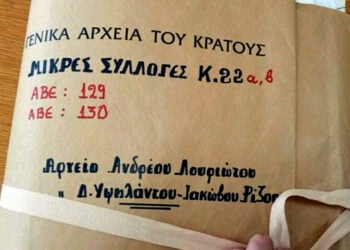 ΓΕΝΙΚΑ ΑΡΧΕΙΑ ΤΟΥ ΚΡΑΤΟΥΣ
ΜΙΚΡΕΣ ΣΥΛΛΟΓΕΣ Κ.22α,β
ΑΒΕ : 129
ΑΒΕ : 130
Αρχείο Ανδρέου Λουριώτου
" Δ. Υψηλάντου-Ιακώβου Ρίζου